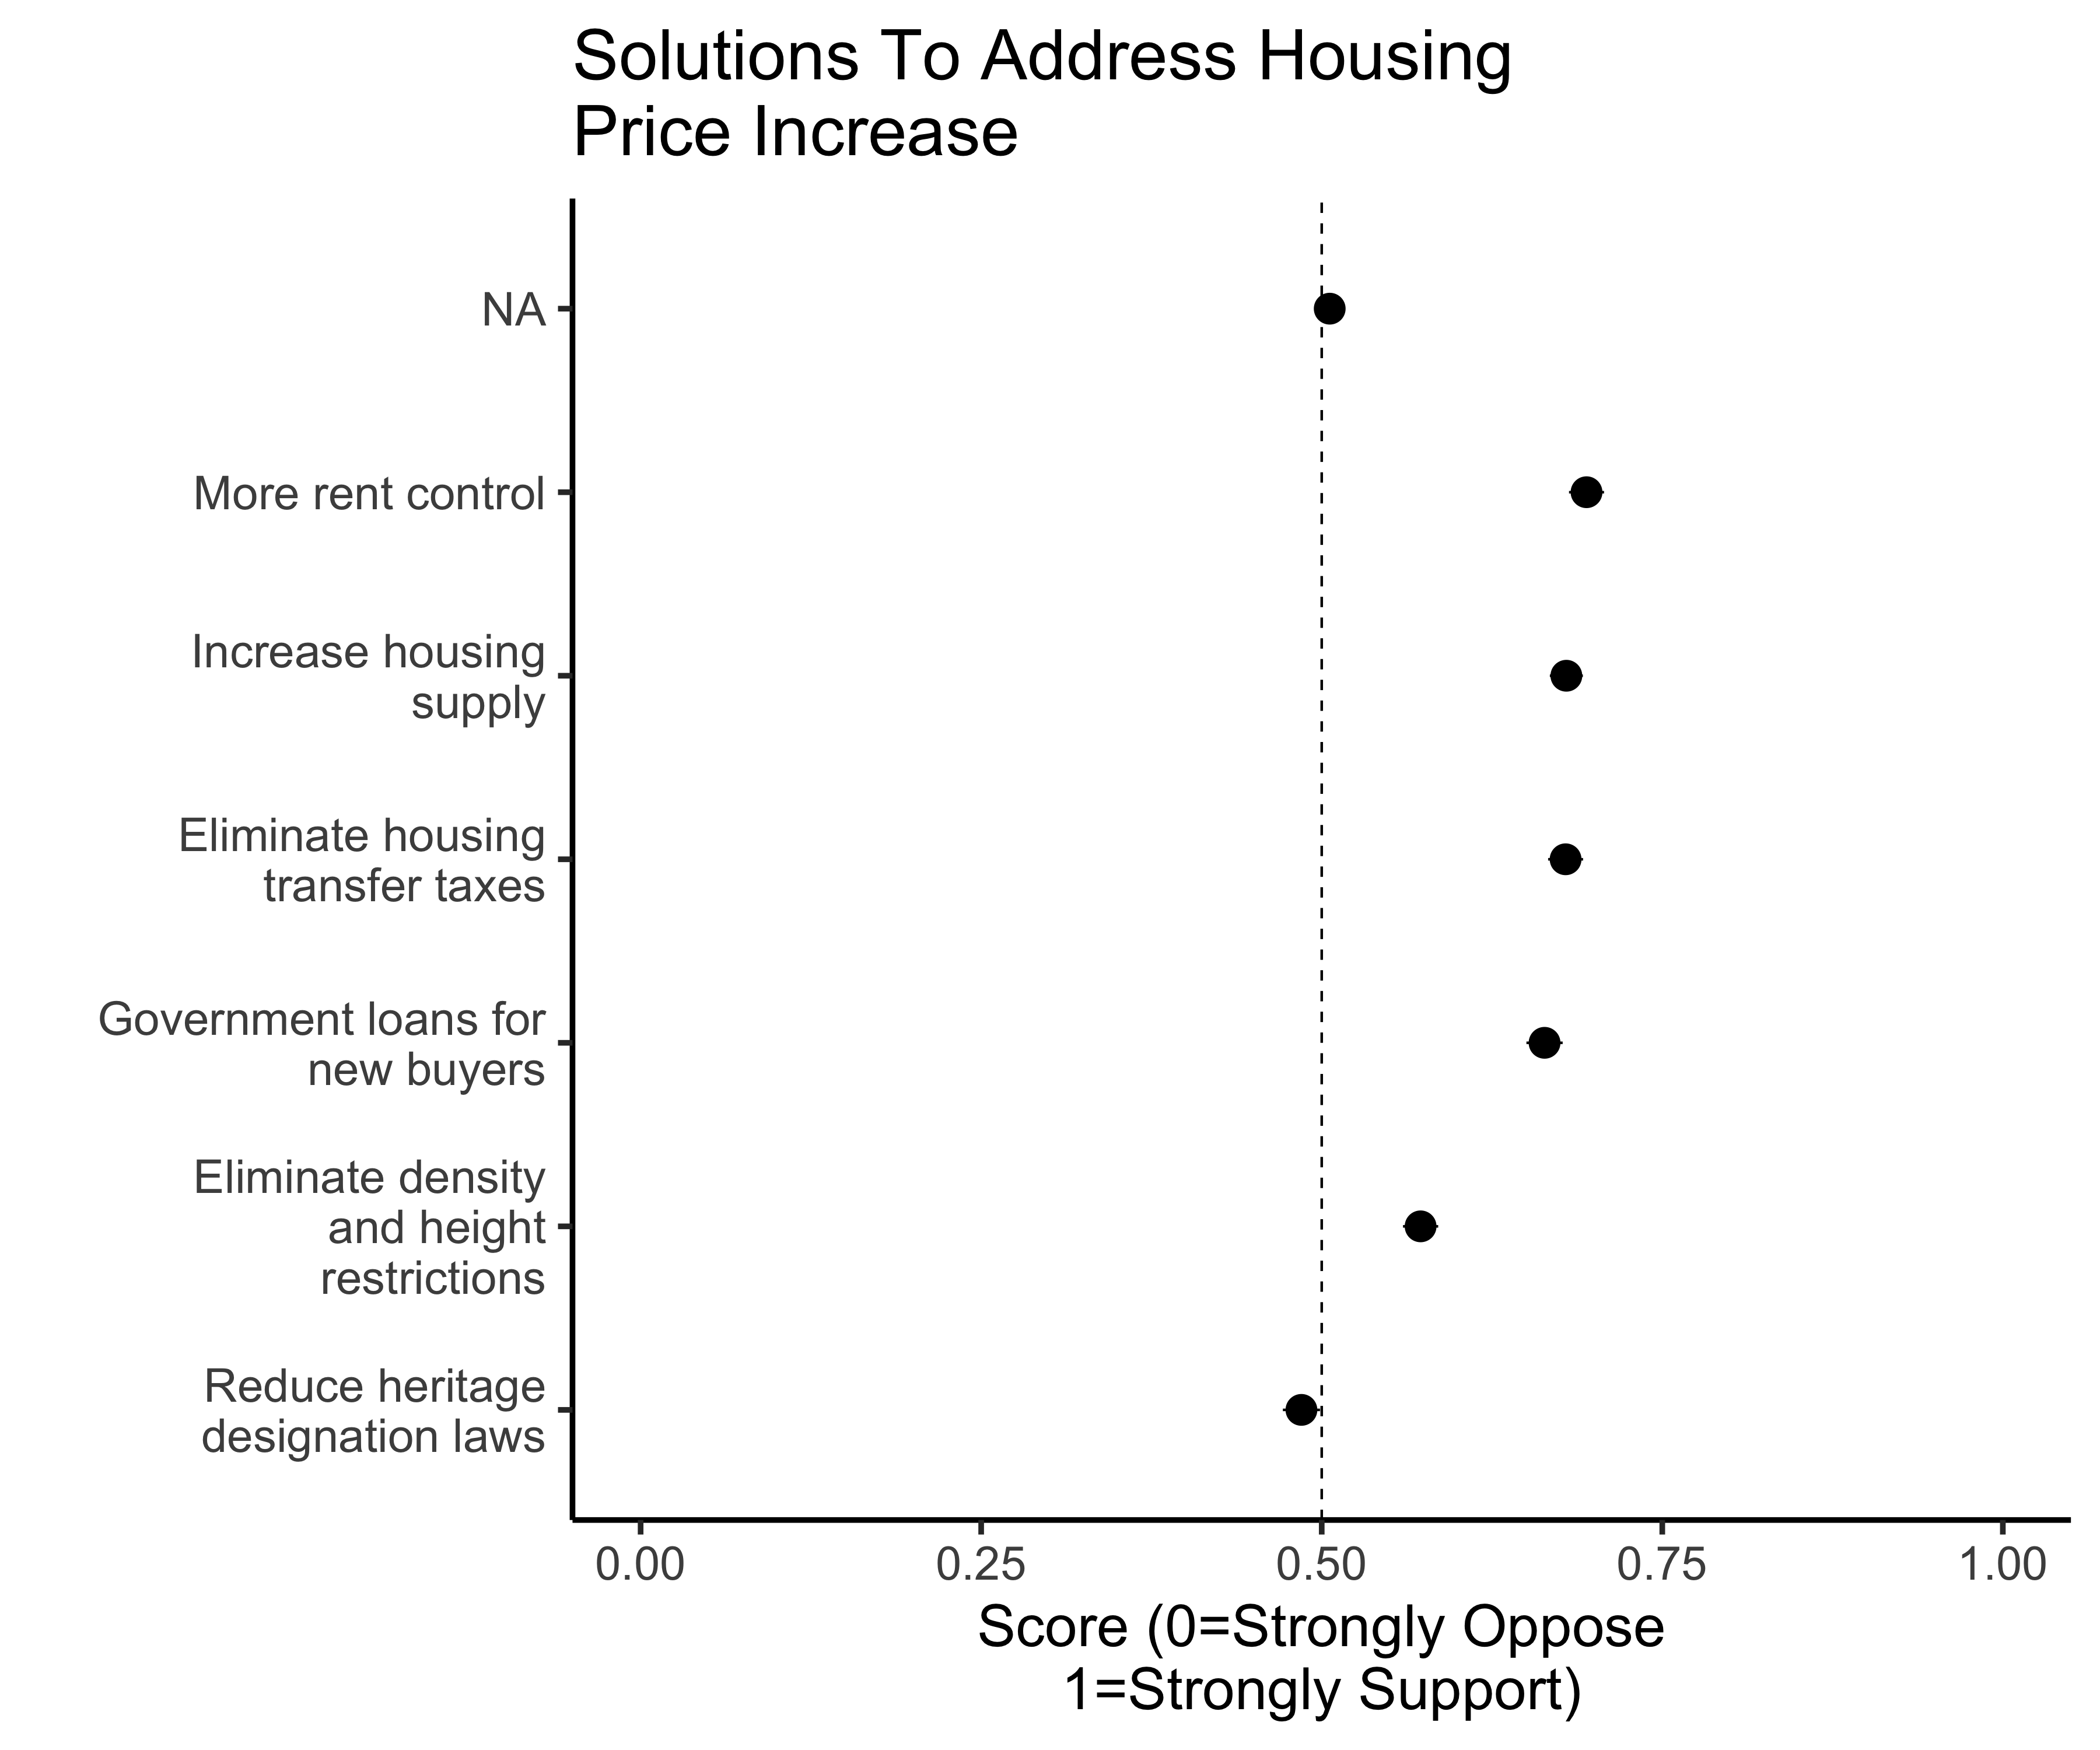 Solutions To Address Housing
Price Increase
NA
More rent control
Increase housing
supply
Eliminate housing
transfer taxes
Government loans for
new buyers
Eliminate density
and height
restrictions
Reduce heritage
designation laws
0.00 0.25 0.50 0.75 1.00
Score (0=Strongly Oppose
1=Strongly Support)